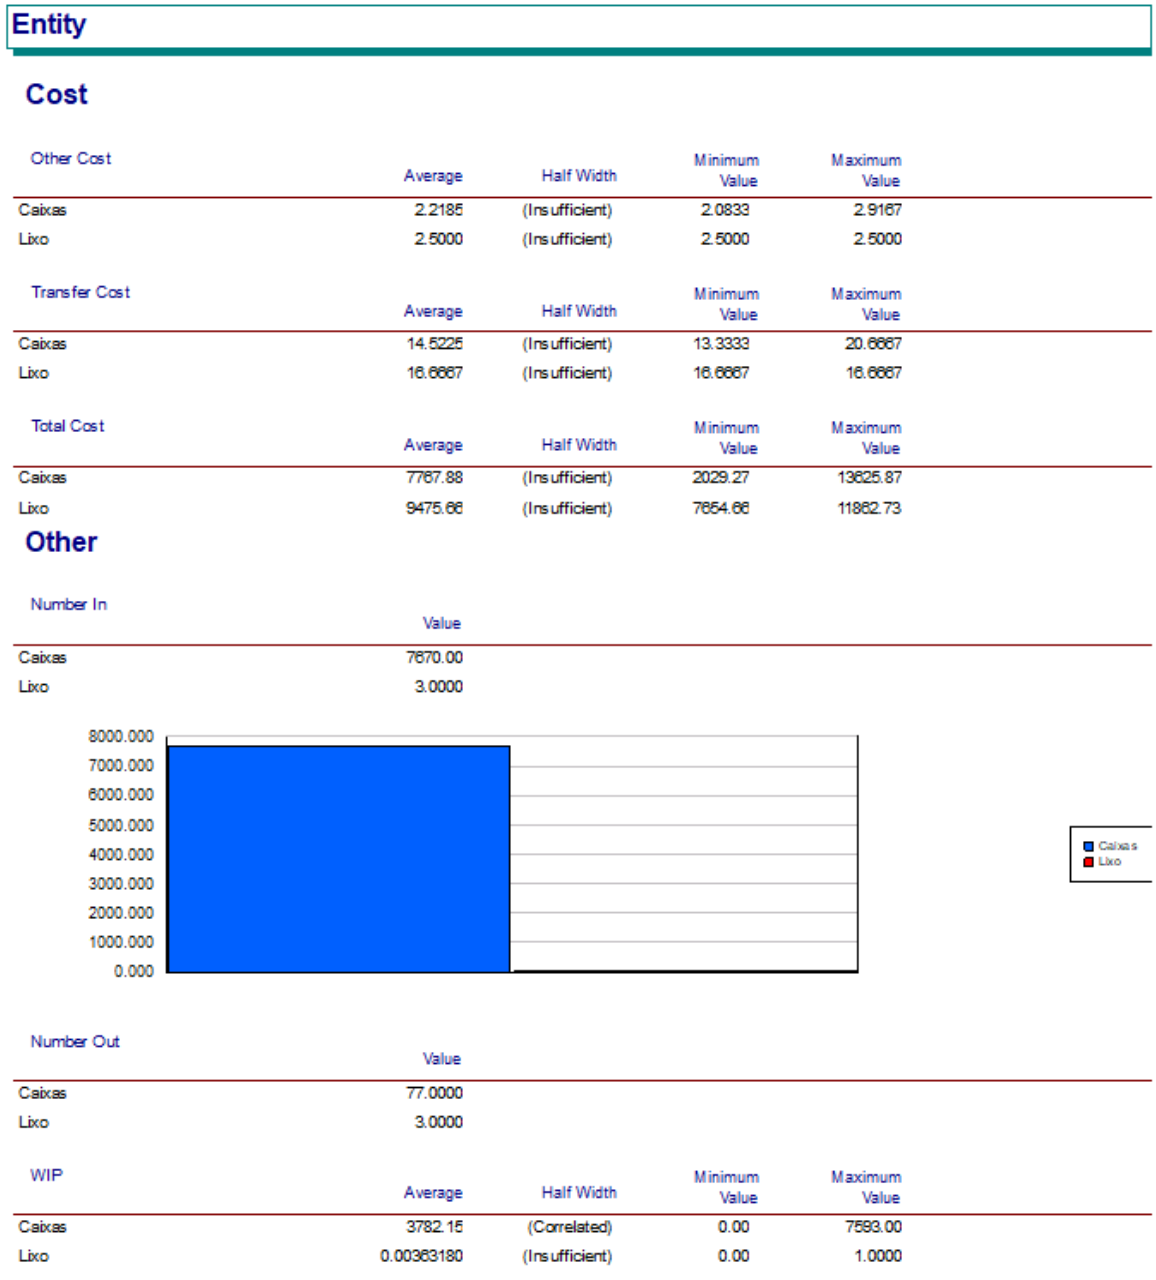 Entity
Cost
Other Cost Average Half Width Minimum Value Maximum Value
Caixas 2.2185 (Insufficient) 2.0833 2.9167
Lixo 2.5000 (Insufficient) 2.5000 2.5000
Transfer Cost Average Half Width Minimum Value Maximum Value
Caixas 14.5225 (Insufficient) 13.3333 20.6667
Lixo 16.6667 (Insufficient) 16.6667 16.6667
Total Cost Average Half Width Minimum Value Maximum Value
Caixas 7767.88 (Insufficient) 2029.27 13625.87
Lixo 9475.66 (Insufficient) 7654.66 11862.73
Other
Number In Value
Caixas 7670.00
Lixo 3.0000
8000.000
7000.000
6000.000
5000.000
4000.000
3000.000
2000.000
1000.000
0.000
Caixas
Lixo
Number Out Value
Caixas 77.0000
Lixo 3.0000
WIP Average Half Width Minimum Value Maximum Value
Caixas 3782.15 (Correlated) 0.00 7593.00
Lixo 0.00363180 (Insufficient) 0.00 1.0000